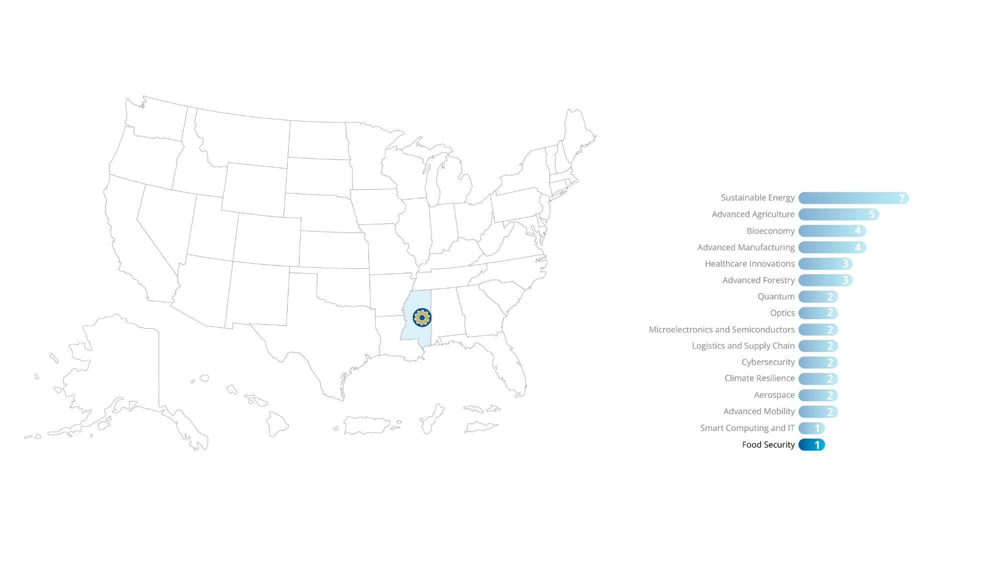 Sustainable Energy 7
Advanced Agriculture 5
Bioeconomy 4
Advanced Manufacturing 4
Healthcare Innovations 3
Advanced Forestry 3
Quantum 2
Optics 2
Microelectronics and Semiconductors 2
Logistics and Supply Chain 2
Cybersecurity 2
Climate Resilience 2
Aerospace 2
Advanced Mobility 2
Smart Computing and IT 1
Food Security 1